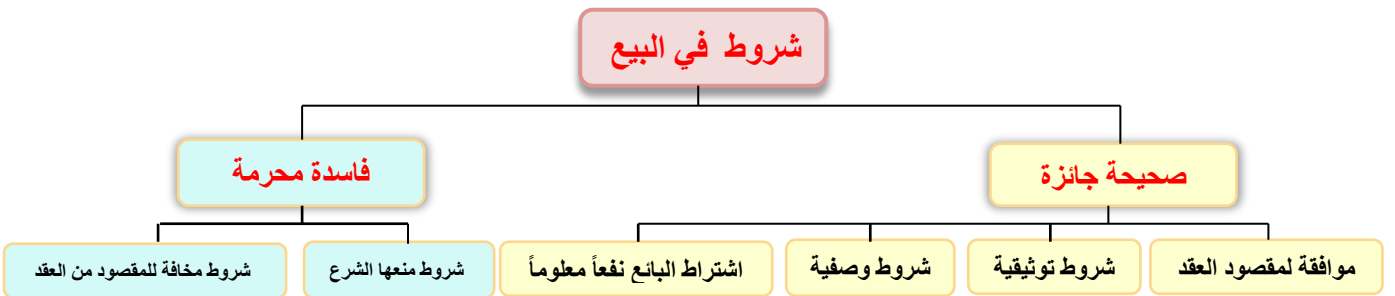 شروط في البيع
صحيحة جائزة
فاسدة محرمة
موافقة لمقصود العقد
شروط توثيقية
شروط وصفية
اشتراط البائع نفعاً معلوماً
شروط منعها الشرع
شروط مخافة للمقصود من العقد